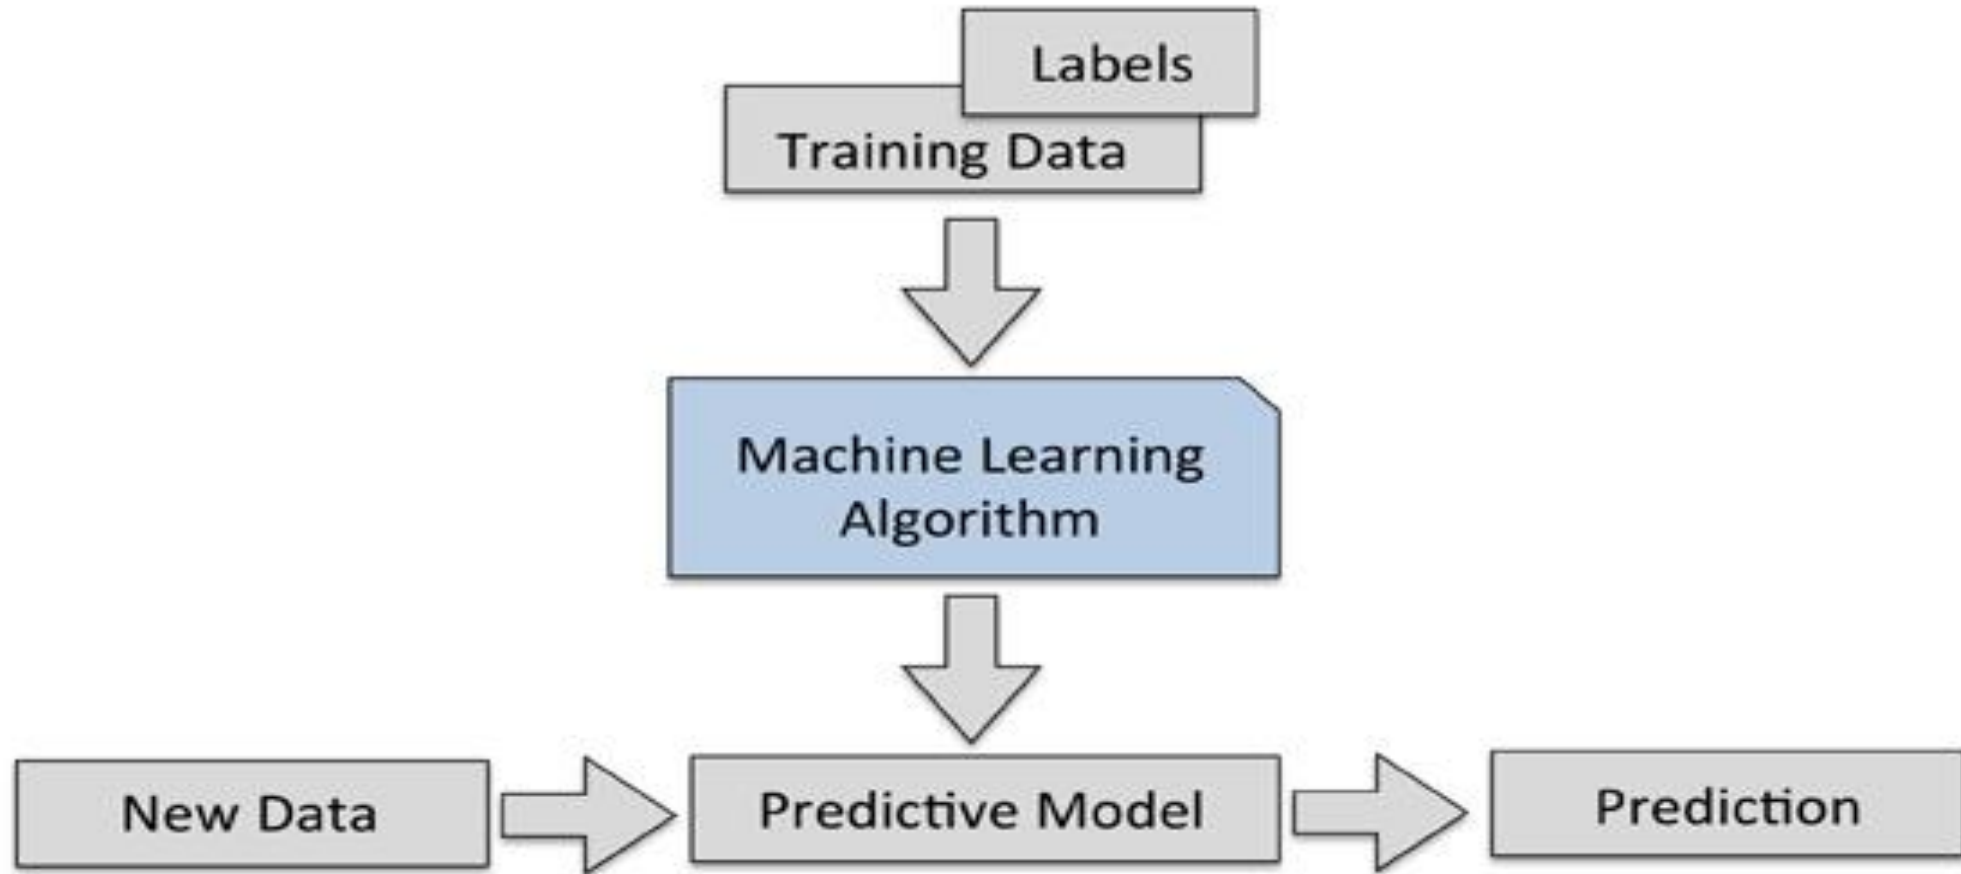 Labels
Training Data
Machine Learning
Algorithm
New Data
Predictive Model
Prediction